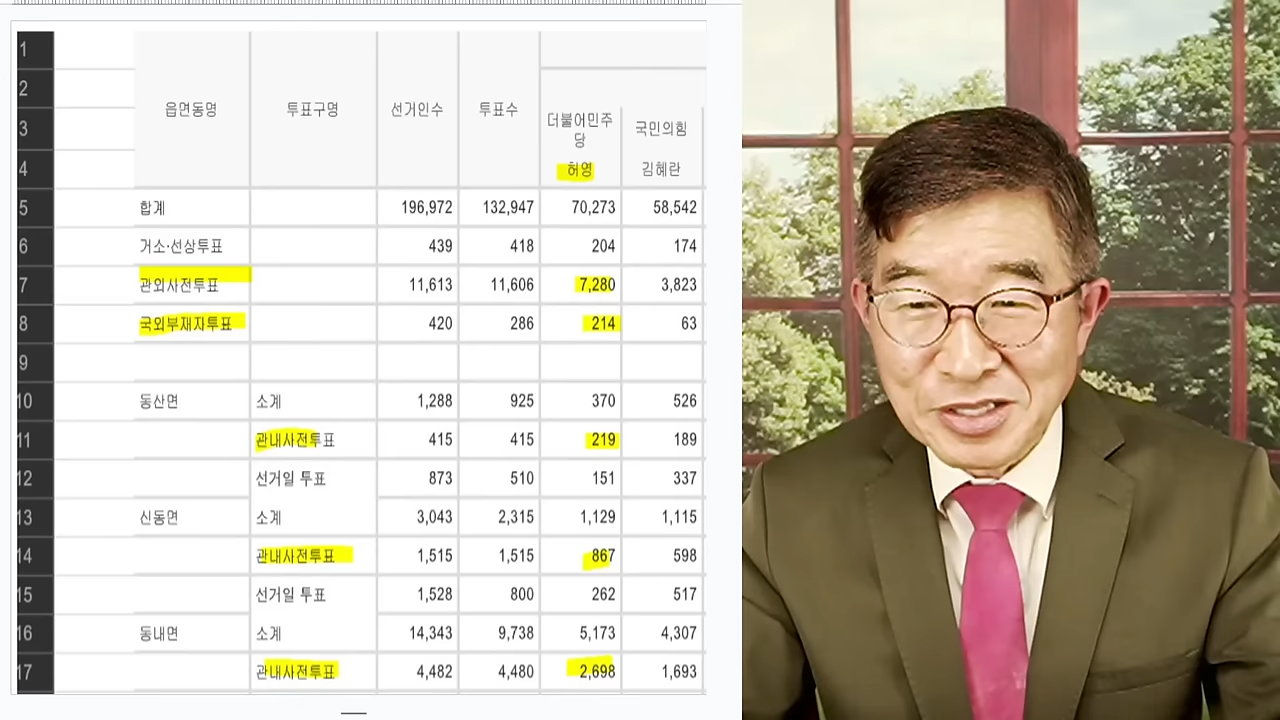 1
2
3
4
읍면동명 투표구명 선거인수 투표수 더불어민주당 국민의힘
허영 김혜란
5 합계 196,972 132,947 70,273 58,542
6 거소·선상투표 439 418 204 174
7 관외사전투표 11,613 11,606 7,280 3,823
8 국외부재자투표 420 286 214 63
9
10 동산면 소계 1,288 925 370 526
11 관내사전투표 415 415 219 189
12 선거일 투표 873 510 151 337
13 신동면 소계 3,043 2,315 1,129 1,115
14 관내사전투표 1,515 1,515 867 598
15 선거일 투표 1,528 800 262 517
16 동내면 소계 14,343 9,738 5,173 4,307
17 관내사전투표 4,482 4,480 2,698 1,693